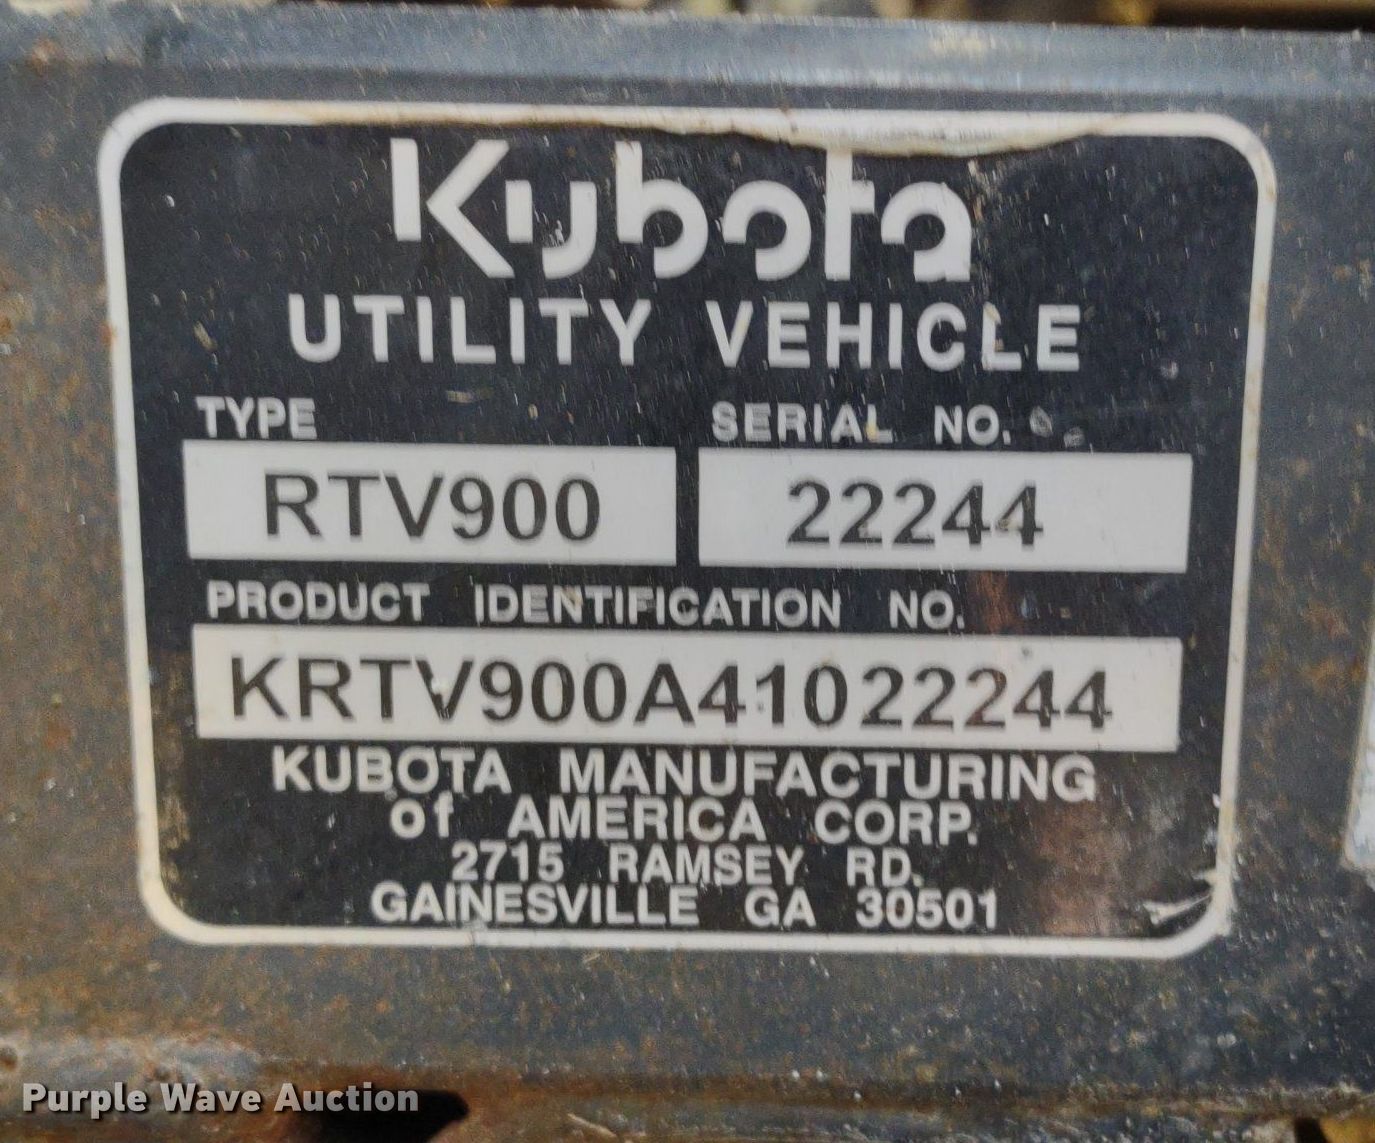 Kubota
UTILITY VEHICLE
TYPE SERIAL NO.
RTV900 22244
PRODUCT IDENTIFICATION NO.
KRTV900A41022244
KUBOTA MANUFACTURING
of AMERICA CORP.
2715 RAMSEY RD.
GAINESVILLE GA 30501
Purple Wave Auction